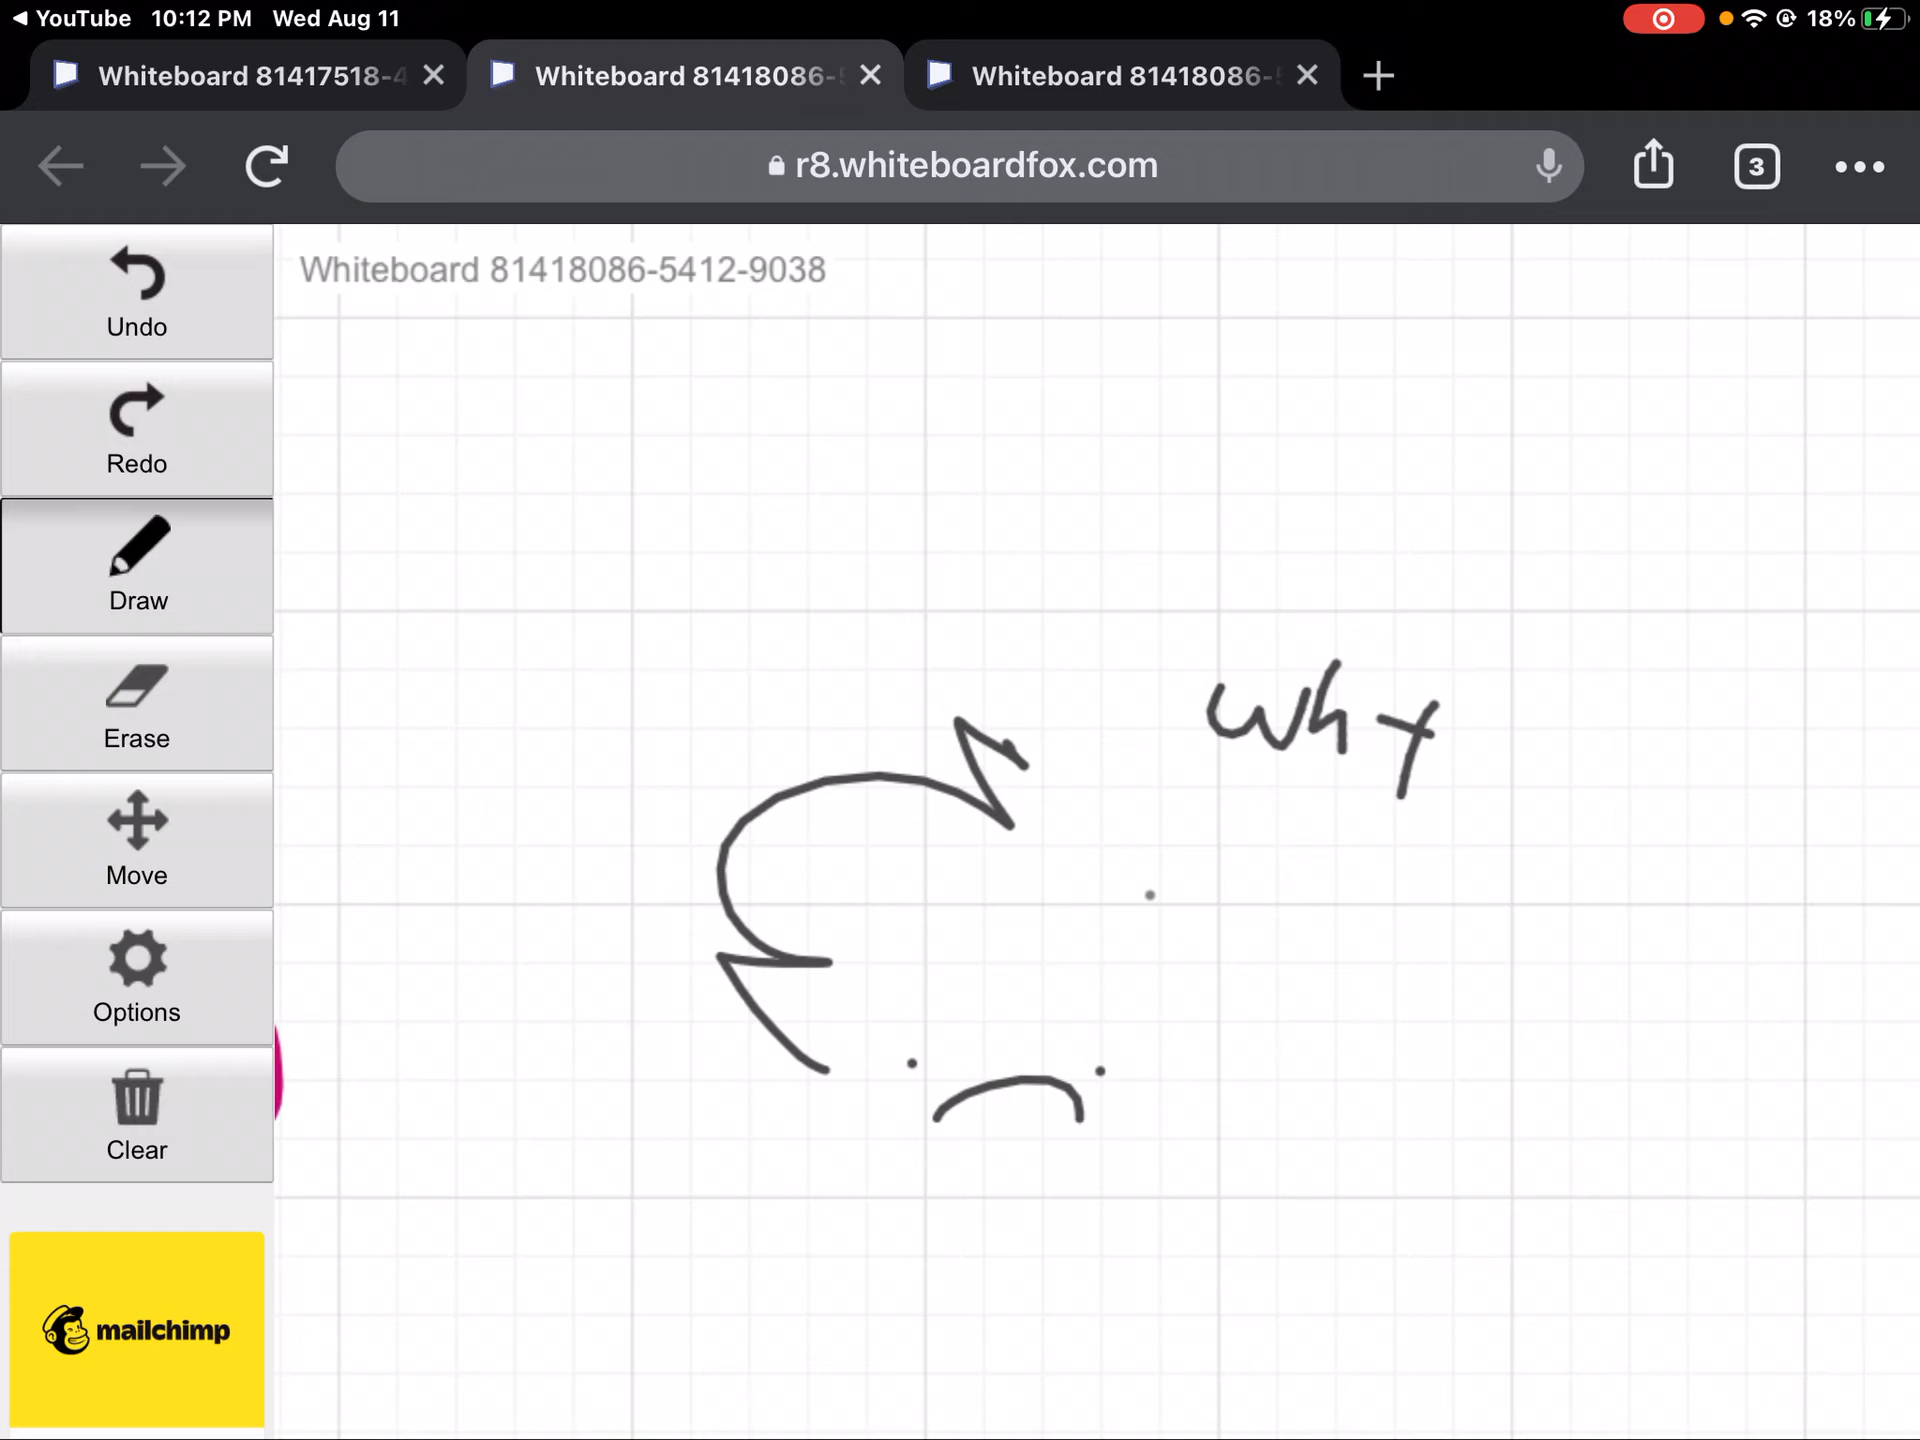 YouTube 10:12 PM Wed Aug 11 18%
Whiteboard 81417518-4 Whiteboard 81418086- Whiteboard 81418086-
r8.whiteboardfox.com 3
Whiteboard 81418086-5412-9038
Undo
Redo
Draw
Erase
Move
Options
Clear
why
mailchimp